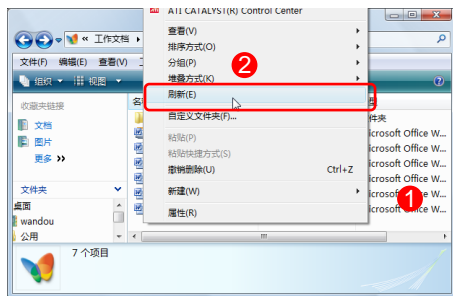 ATI CATALYST(R) Control Center
« 工作文档
文件(F) 编辑(E) 查看(V)
组织 视图
收藏夹链接
文档
图片
更多 »
文件夹
桌面
wandou
公用
查看(V)
排序方式(O)
分组(P)
堆叠方式(K)
刷新(E)
自定义文件夹(F)...
粘贴(P)
粘贴快捷方式(S)
撤销删除(U) Ctrl+Z
新建(W)
属性(R)
2
件夹
icrosoft Office W...
icrosoft Office W...
icrosoft Office W...
icrosoft Office W...
icrosoft Office W...
icrosoft Office W...
1
7 个项目